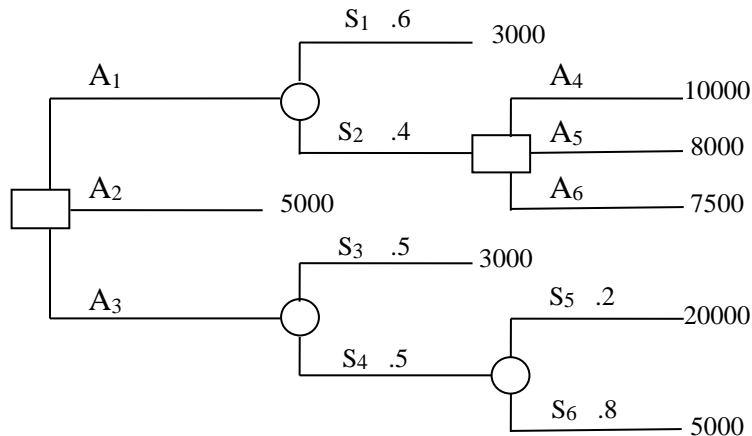 S₁ .6
3000
A₁
A₄
10000
S₂ .4
A₅
8000
A₂
5000
A₆
7500
S₃ .5
3000
A₃
S₅ .2
20000
S₄ .5
S₆ .8
5000